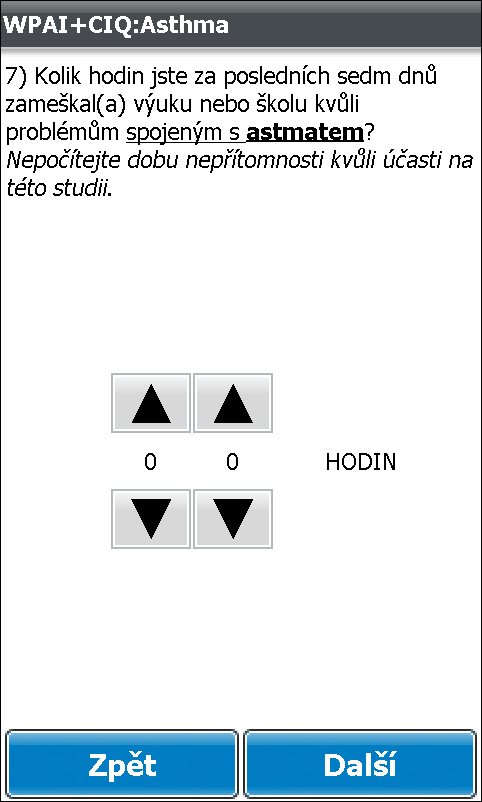 WPAI+CIQ:Asthma
7) Kolik hodin jste za posledních sedm dnů
zameškal(a) výuku nebo školu kvůli
problémům spojeným s astmatem?
Nepočítejte dobu nepřítomnosti kvůli účasti na
této studii.
0 0 HODIN
Zpět Další